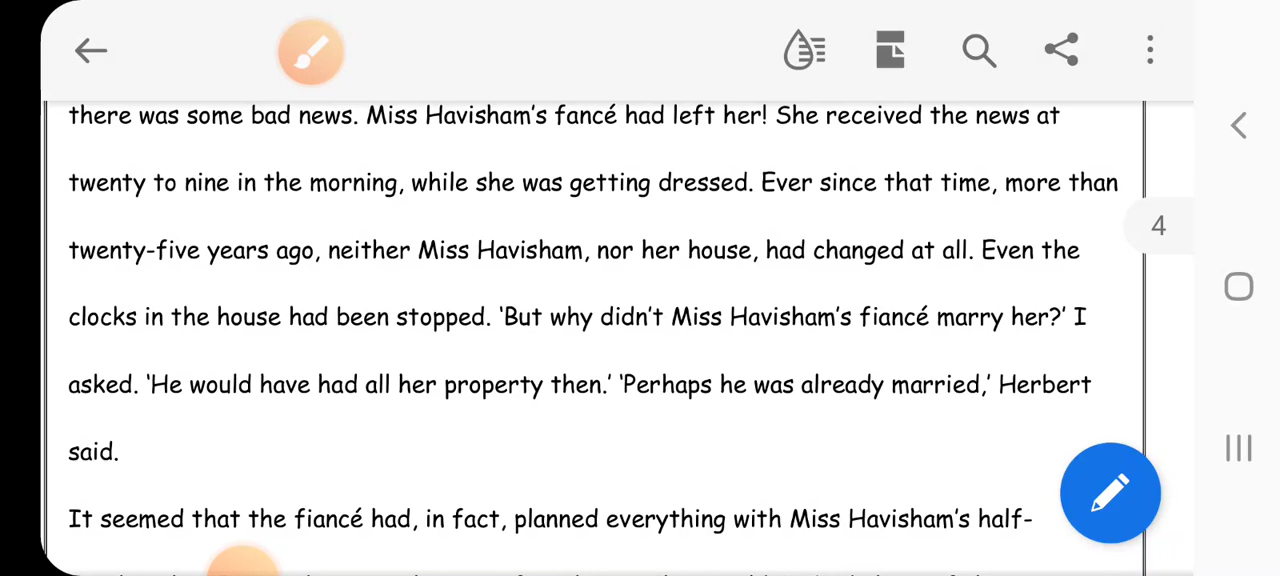 there was some bad news. Miss Havisham's fancé had left her! She received the news at
twenty to nine in the morning, while she was getting dressed. Ever since that time, more than
4
twenty-five years ago, neither Miss Havisham, nor her house, had changed at all. Even the
clocks in the house had been stopped. 'But why didn't Miss Havisham's fiancé marry her?' I
asked. 'He would have had all her property then.' 'Perhaps he was already married,' Herbert
said.
It seemed that the fiancé had, in fact, planned everything with Miss Havisham's half-